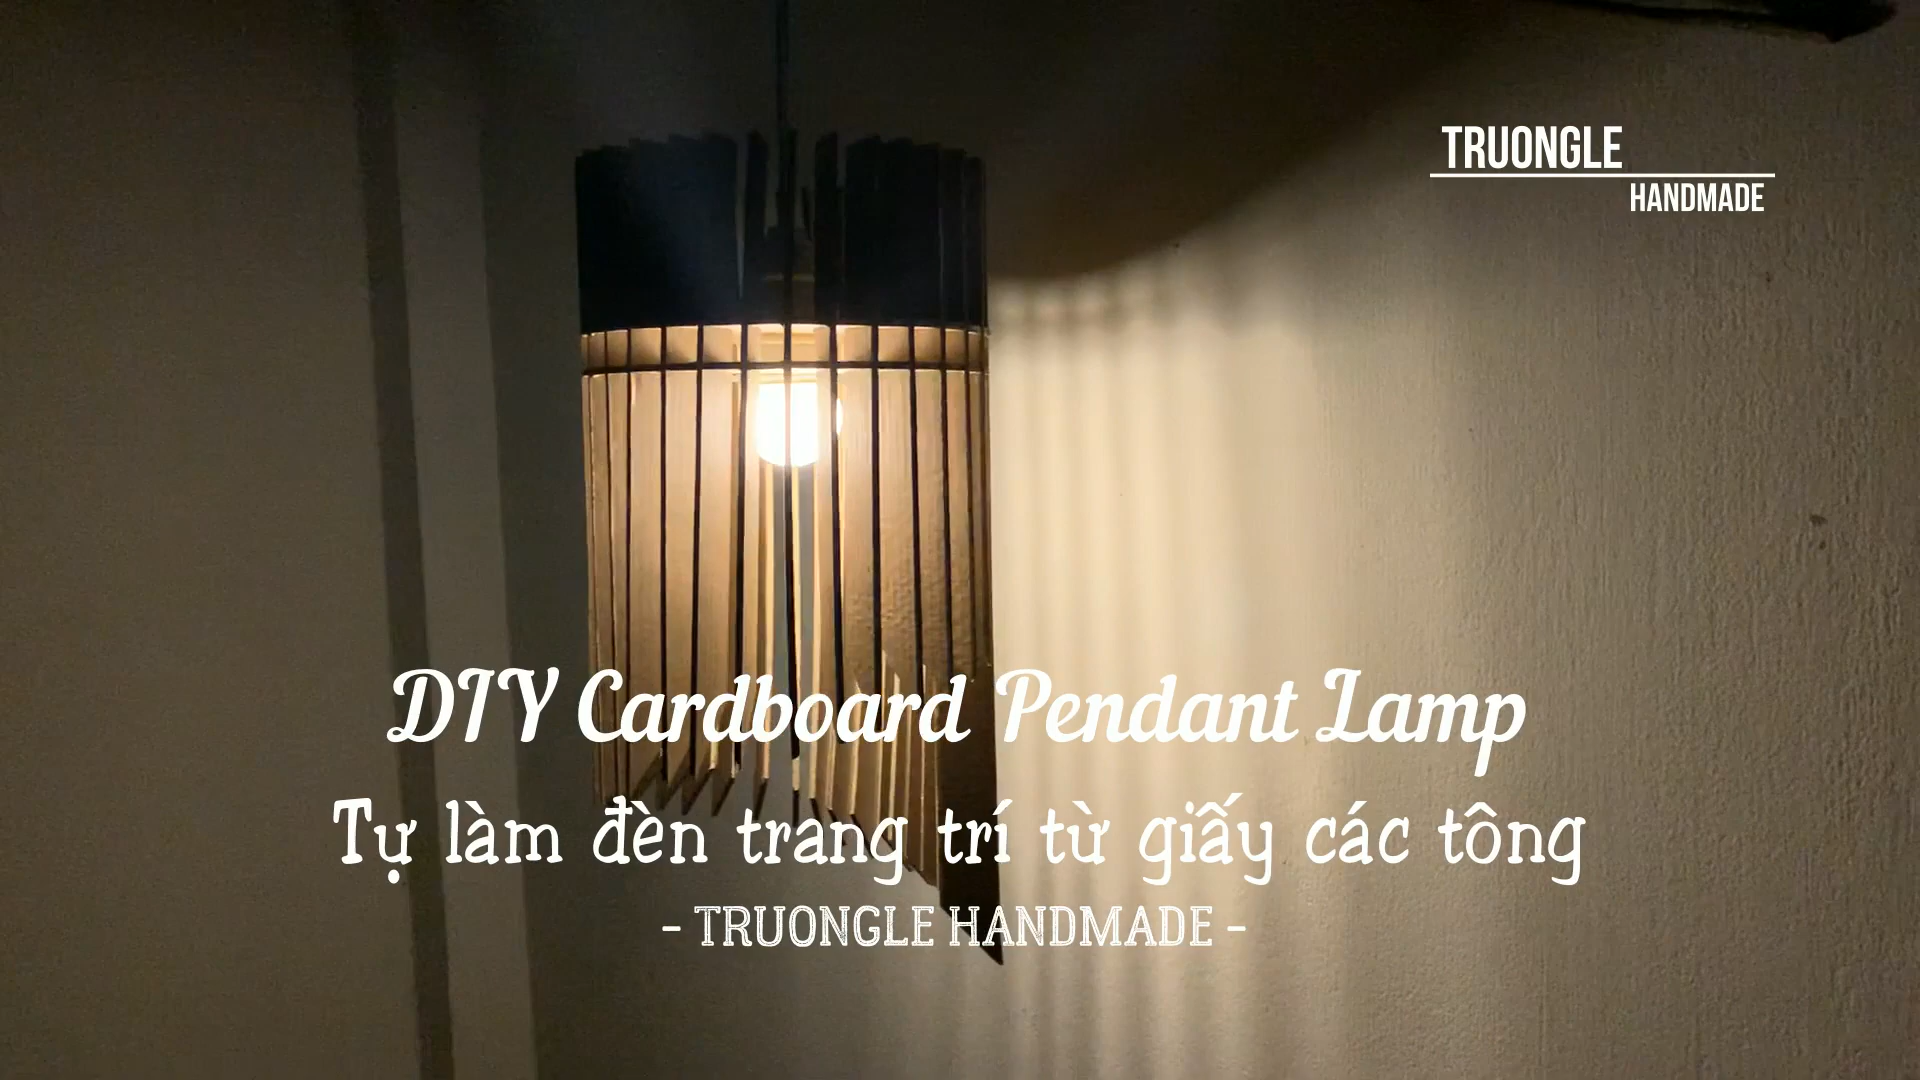 TRUONGLE
HANDMADE
DIY Cardboard Pendant Lamp
Tự làm đèn trang trí từ giấy các tông
- TRUONGLE HANDMADE -